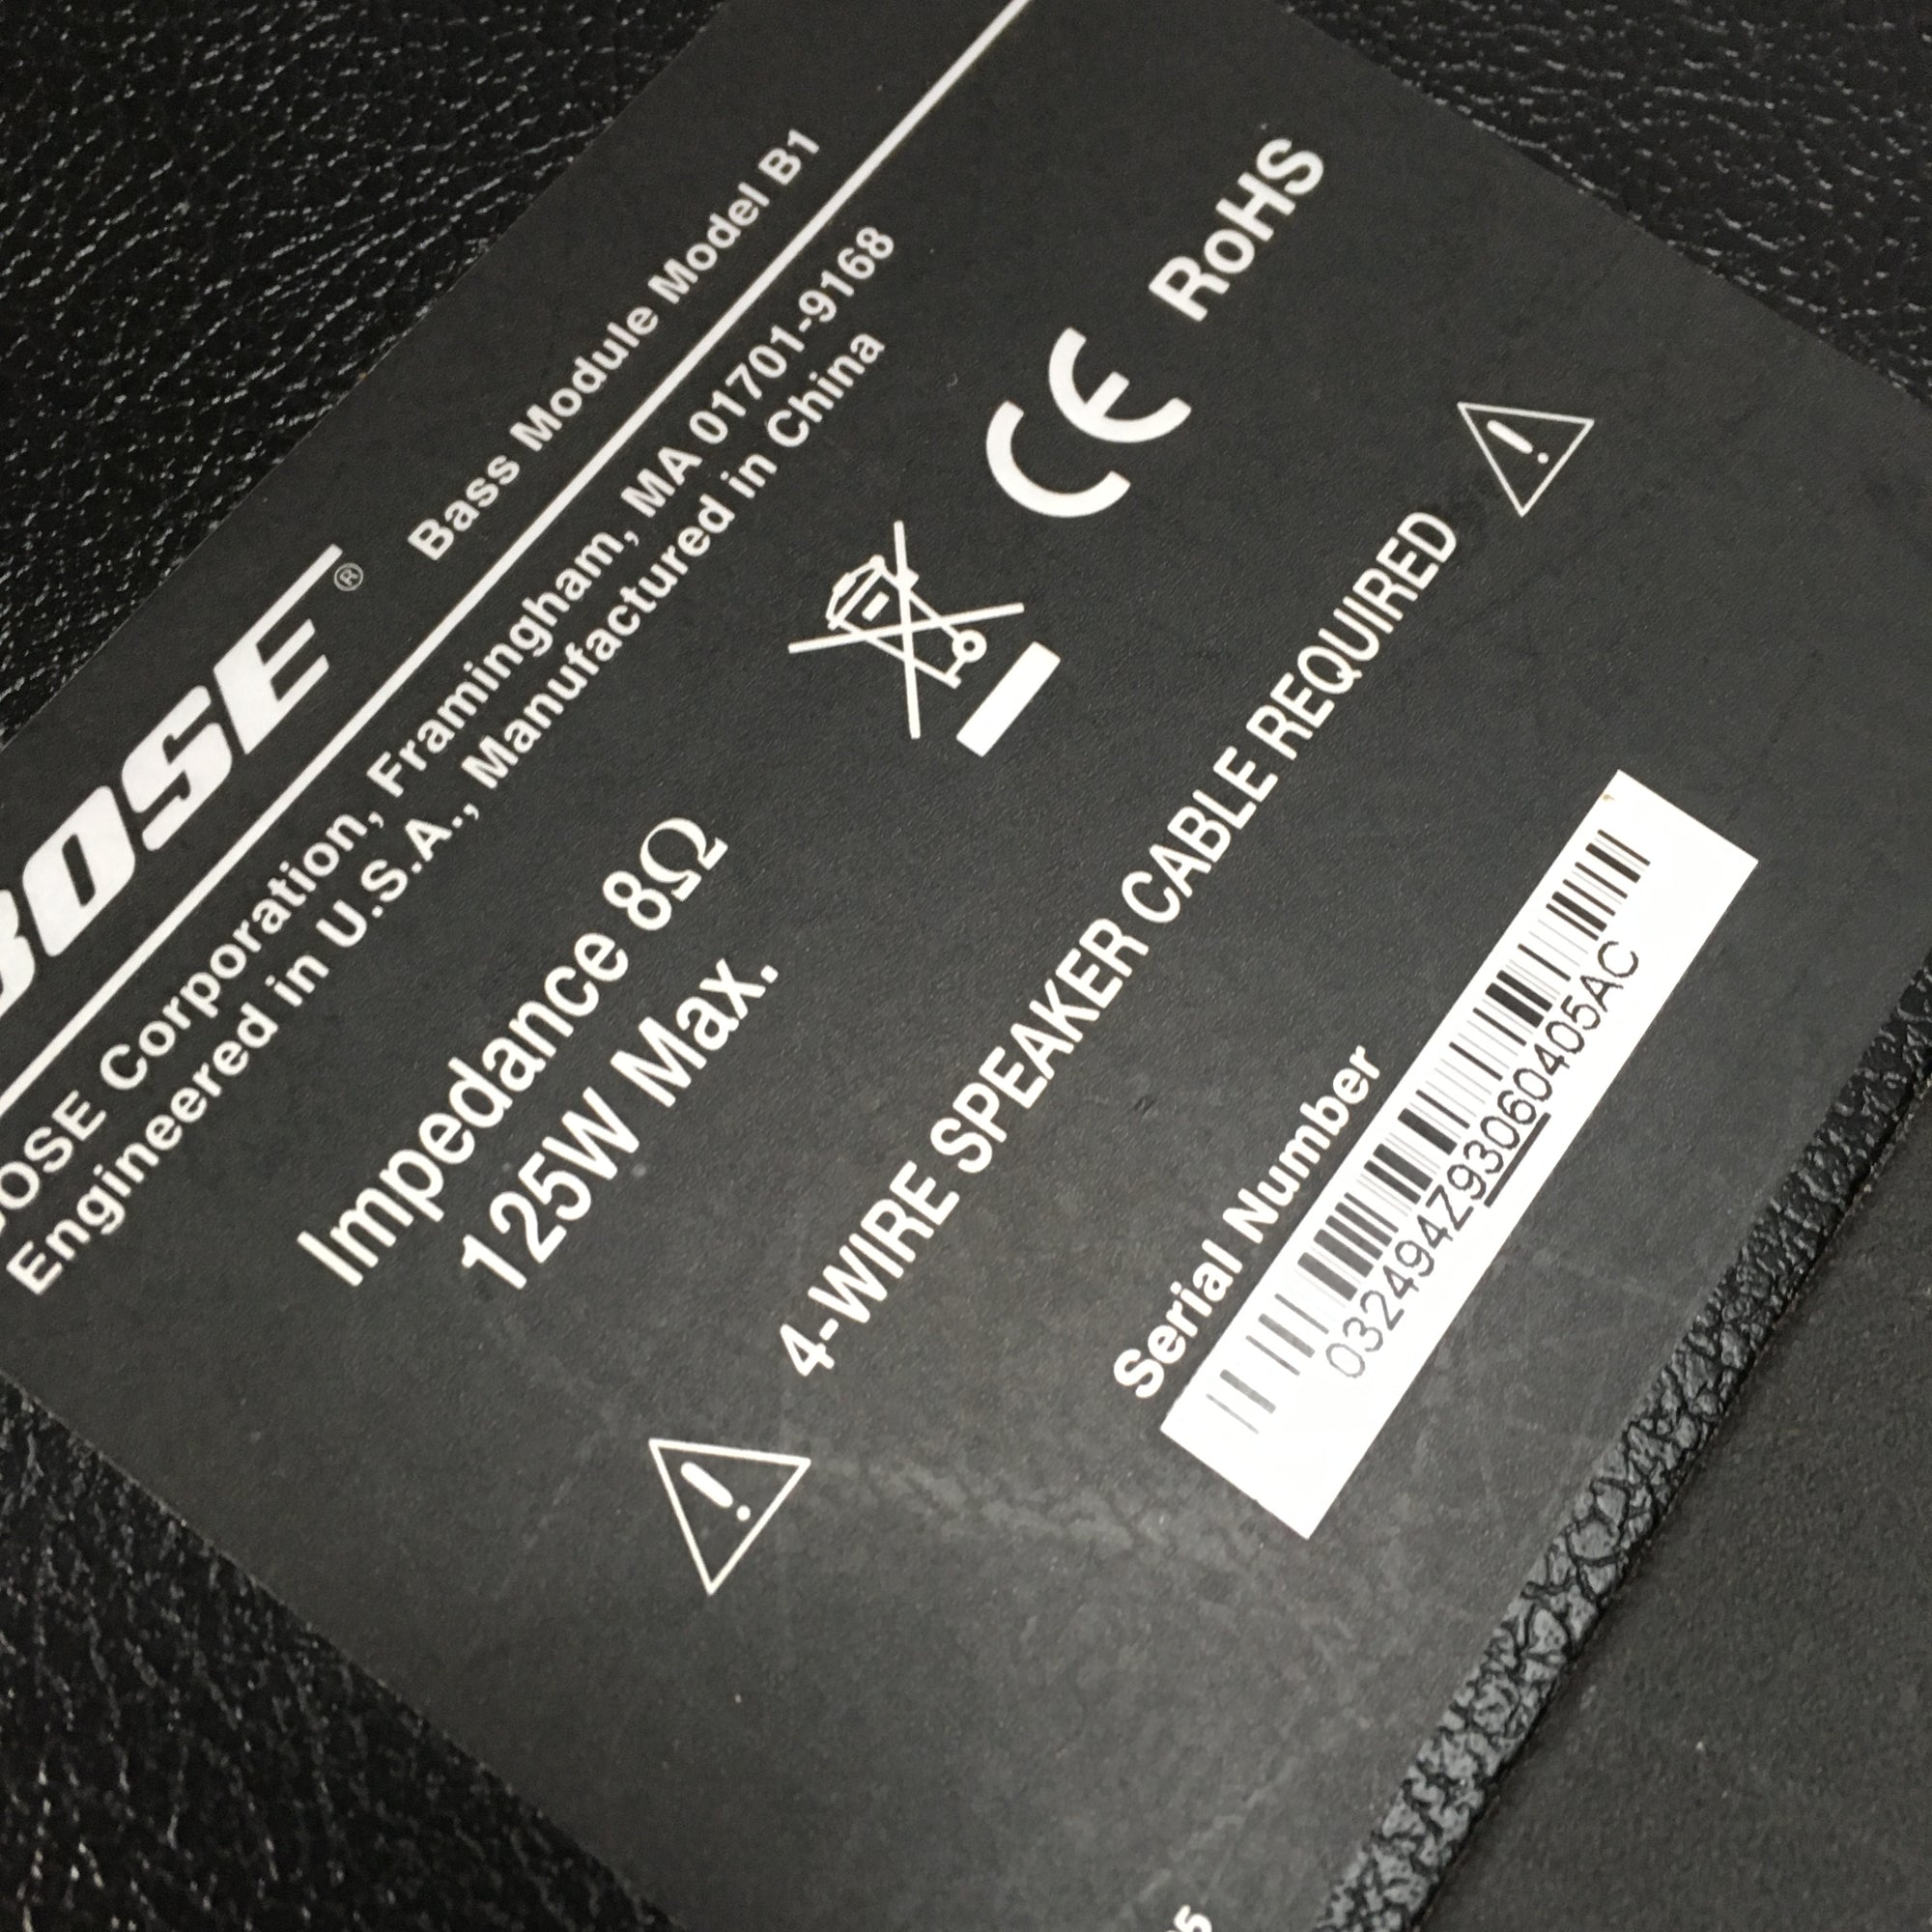 BOSE® Bass Module Model B1
BOSE Corporation, Framingham, MA 01701-9168
Engineered in U.S.A., Manufactured in China
Impedance 8Ω
125W Max.
CE RoHS
4-WIRE SPEAKER CABLE REQUIRED
Serial Number
032494Z93060405AC